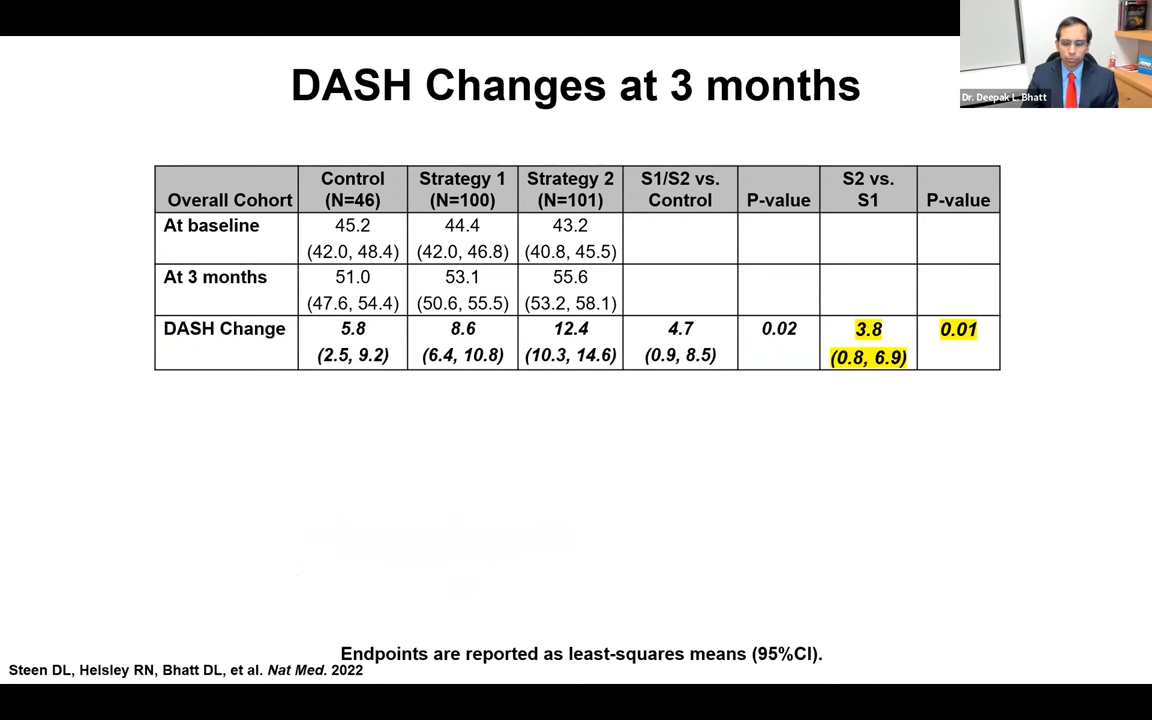 Dr. Deepak L. Bhatt
DASH Changes at 3 months
Overall Cohort | Control (N=46) | Strategy 1 (N=100) | Strategy 2 (N=101) | S1/S2 vs. Control | P-value | S2 vs. S1 | P-value
At baseline | 45.2 (42.0, 48.4) | 44.4 (42.0, 46.8) | 43.2 (40.8, 45.5)
At 3 months | 51.0 (47.6, 54.4) | 53.1 (50.6, 55.5) | 55.6 (53.2, 58.1)
DASH Change | 5.8 (2.5, 9.2) | 8.6 (6.4, 10.8) | 12.4 (10.3, 14.6) | 4.7 (0.9, 8.5) | 0.02 | 3.8 (0.8, 6.9) | 0.01
Endpoints are reported as least-squares means (95%CI).
Steen DL, Helsley RN, Bhatt DL, et al. Nat Med. 2022